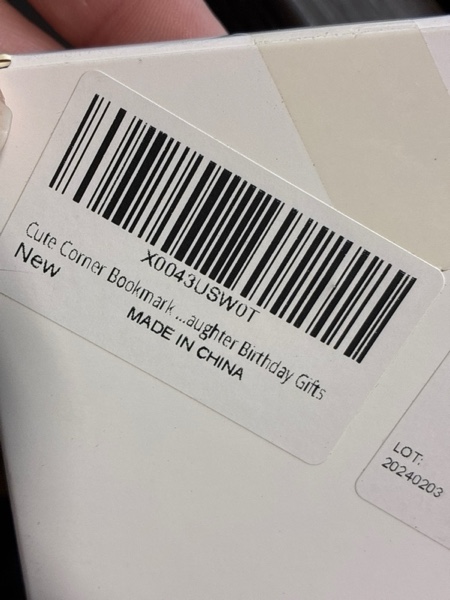 X0043USW0T
Cute Corner Bookmark ...aughter Birthday Gifts
New
MADE IN CHINA
LOT:
20240203